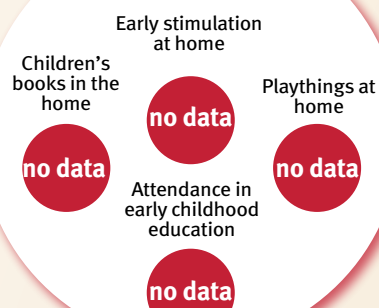 Early stimulation
at home
Children's
books in the
home
Playthings at
home
no data
no data
no data
Attendance in
early childhood
education
no data